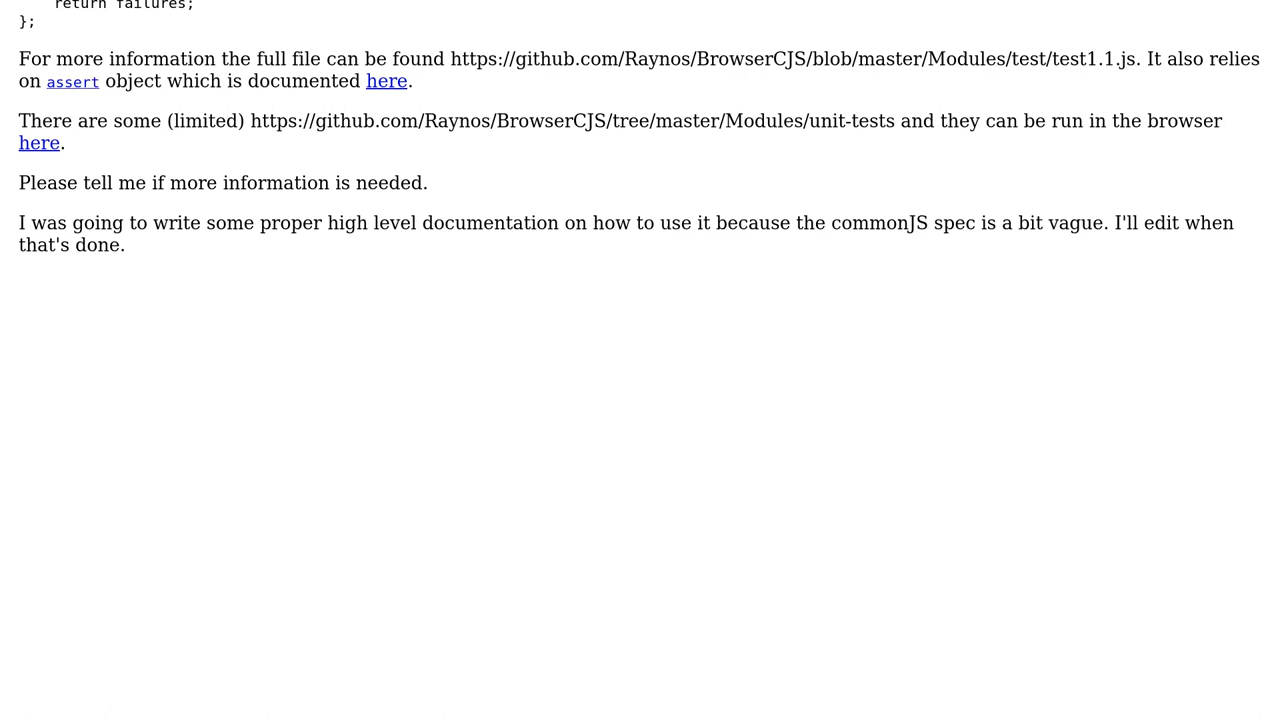 return failures;
};
For more information the full file can be found https://github.com/Raynos/BrowserCJS/blob/master/Modules/test/test1.1.js. It also relies
on assert object which is documented here.
There are some (limited) https://github.com/Raynos/BrowserCJS/tree/master/Modules/unit-tests and they can be run in the browser
here.
Please tell me if more information is needed.
I was going to write some proper high level documentation on how to use it because the commonJS spec is a bit vague. I'll edit when
that's done.